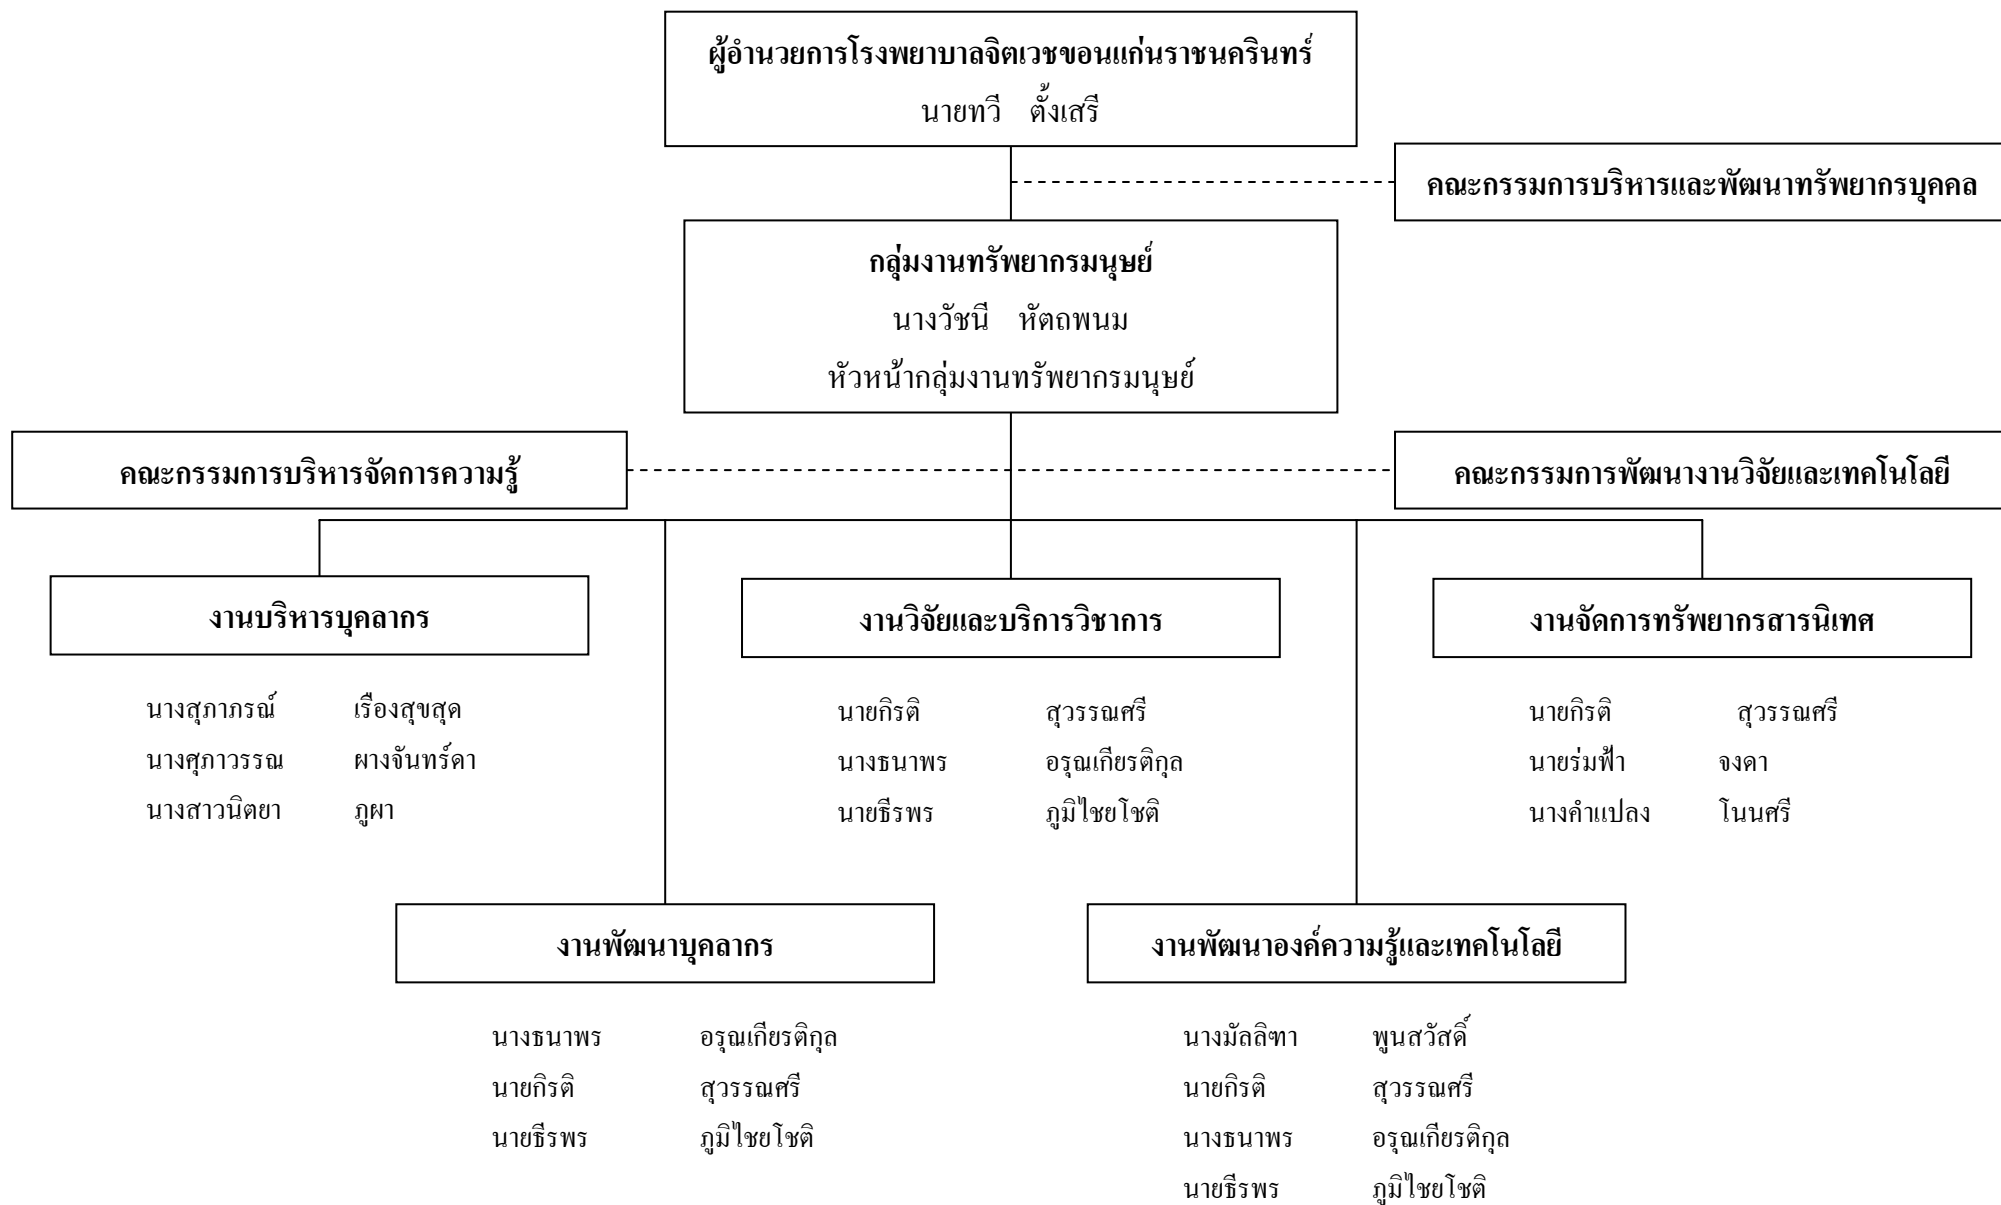 ผู้อำนวยการโรงพยาบาลจิตเวชขอนแก่นราชนครินทร์
นายทวี ตั้งเสรี
คณะกรรมการบริหารและพัฒนาทรัพยากรบุคคล
กลุ่มงานทรัพยากรมนุษย์
นางวัชนี หัตถพนม
หัวหน้ากลุ่มงานทรัพยากรมนุษย์
คณะกรรมการบริหารจัดการความรู้
คณะกรรมการพัฒนางานวิจัยและเทคโนโลยี
งานบริหารบุคลากร
นางสุภาภรณ์ เรืองสุขสุด
นางศุภาวรรณ ผางจันทร์ดา
นางสาวนิตยา ภูผา
งานวิจัยและบริการวิชาการ
นายกิรติ สุวรรณศรี
นางธนาพร อรุณเกียรติกุล
นายธีรพร ภูมิไชยโชติ
งานจัดการทรัพยากรสารนิเทศ
นายกิรติ สุวรรณศรี
นายร่มฟ้า จงดา
นางคำแปลง โนนศรี
งานพัฒนาบุคลากร
นางธนาพร อรุณเกียรติกุล
นายกิรติ สุวรรณศรี
นายธีรพร ภูมิไชยโชติ
งานพัฒนาองค์ความรู้และเทคโนโลยี
นางมัลลิฑา พูนสวัสดิ์
นายกิรติ สุวรรณศรี
นางธนาพร อรุณเกียรติกุล
นายธีรพร ภูมิไชยโชติ